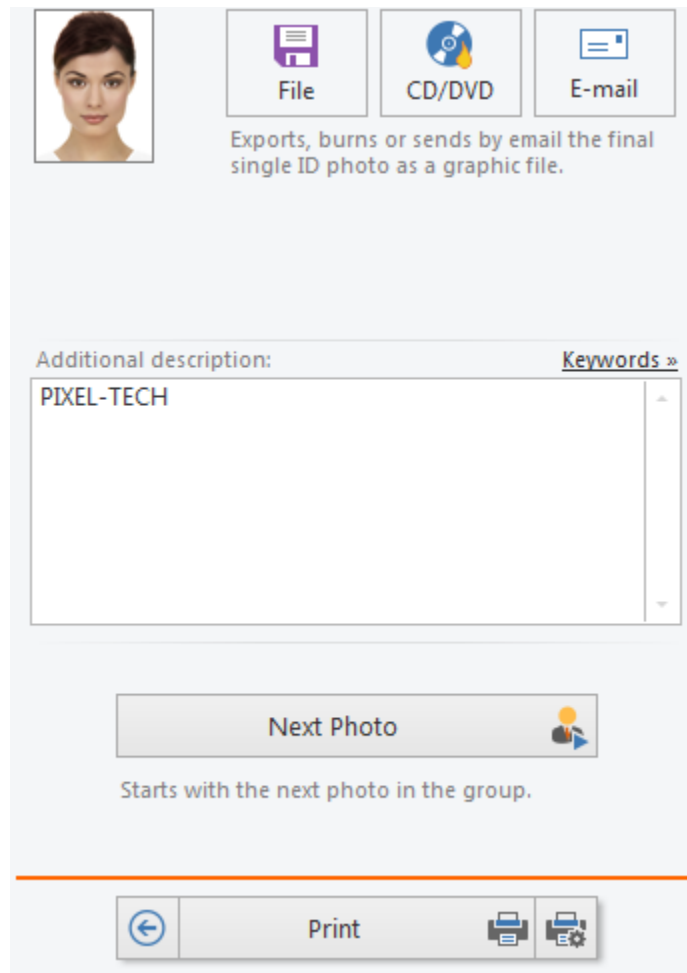 File
CD/DVD
E-mail
Exports, burns or sends by email the final
single ID photo as a graphic file.
Additional description:
Keywords »
PIXEL-TECH
Next Photo
Starts with the next photo in the group.
Print